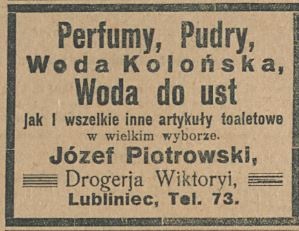 Perfumy, Pudry,
Woda Kolońska,
Woda do ust
jak i wszelkie inne artykuły toaletowe
w wielkim wyborze.
Józef Piotrowski,
Drogerja Wiktoryi,
Lubliniec, Tel. 73.